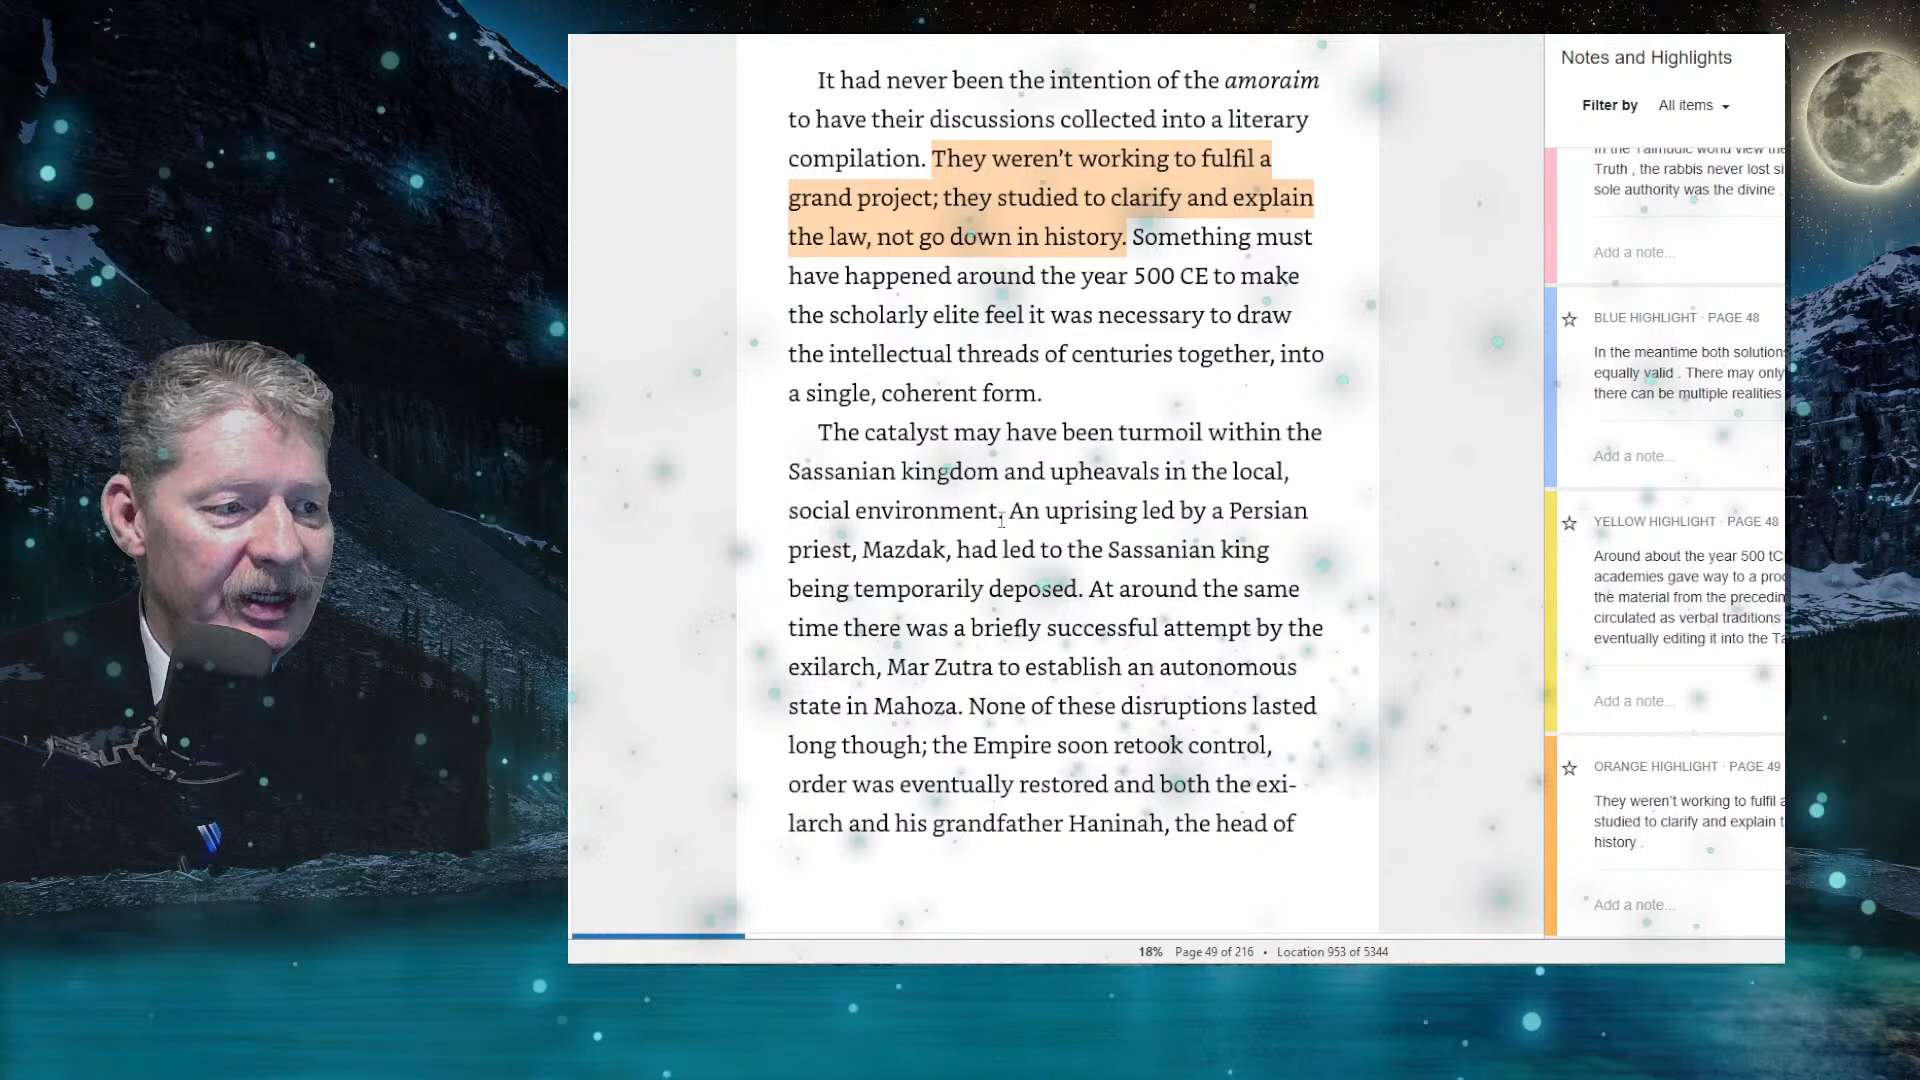 It had never been the intention of the amoraim
to have their discussions collected into a literary
compilation. They weren’t working to fulfil a
grand project; they studied to clarify and explain
the law, not go down in history. Something must
have happened around the year 500 CE to make
the scholarly elite feel it was necessary to draw
the intellectual threads of centuries together, into
a single, coherent form.
The catalyst may have been turmoil within the
Sassanian kingdom and upheavals in the local,
social environment. An uprising led by a Persian
priest, Mazdak, had led to the Sassanian king
being temporarily deposed. At around the same
time there was a briefly successful attempt by the
exilarch, Mar Zutra to establish an autonomous
state in Mahoza. None of these disruptions lasted
long though; the Empire soon retook control,
order was eventually restored and both the exi-
larch and his grandfather Haninah, the head of
18% Page 49 of 216 • Location 953 of 5344
Notes and Highlights
Filter by All items
In the Talmudic world view the
Truth , the rabbis never lost si
sole authority was the divine .
Add a note...
BLUE HIGHLIGHT · PAGE 48
In the meantime both solutions
equally valid . There may only
there can be multiple realities
Add a note...
YELLOW HIGHLIGHT · PAGE 48
Around about the year 500 tC
academies gave way to a pro
the material from the precedin
circulated as verbal traditions
eventually editing it into the Ta
Add a note...
ORANGE HIGHLIGHT · PAGE 49
They weren’t working to fulfil a
studied to clarify and explain t
history .
Add a note...